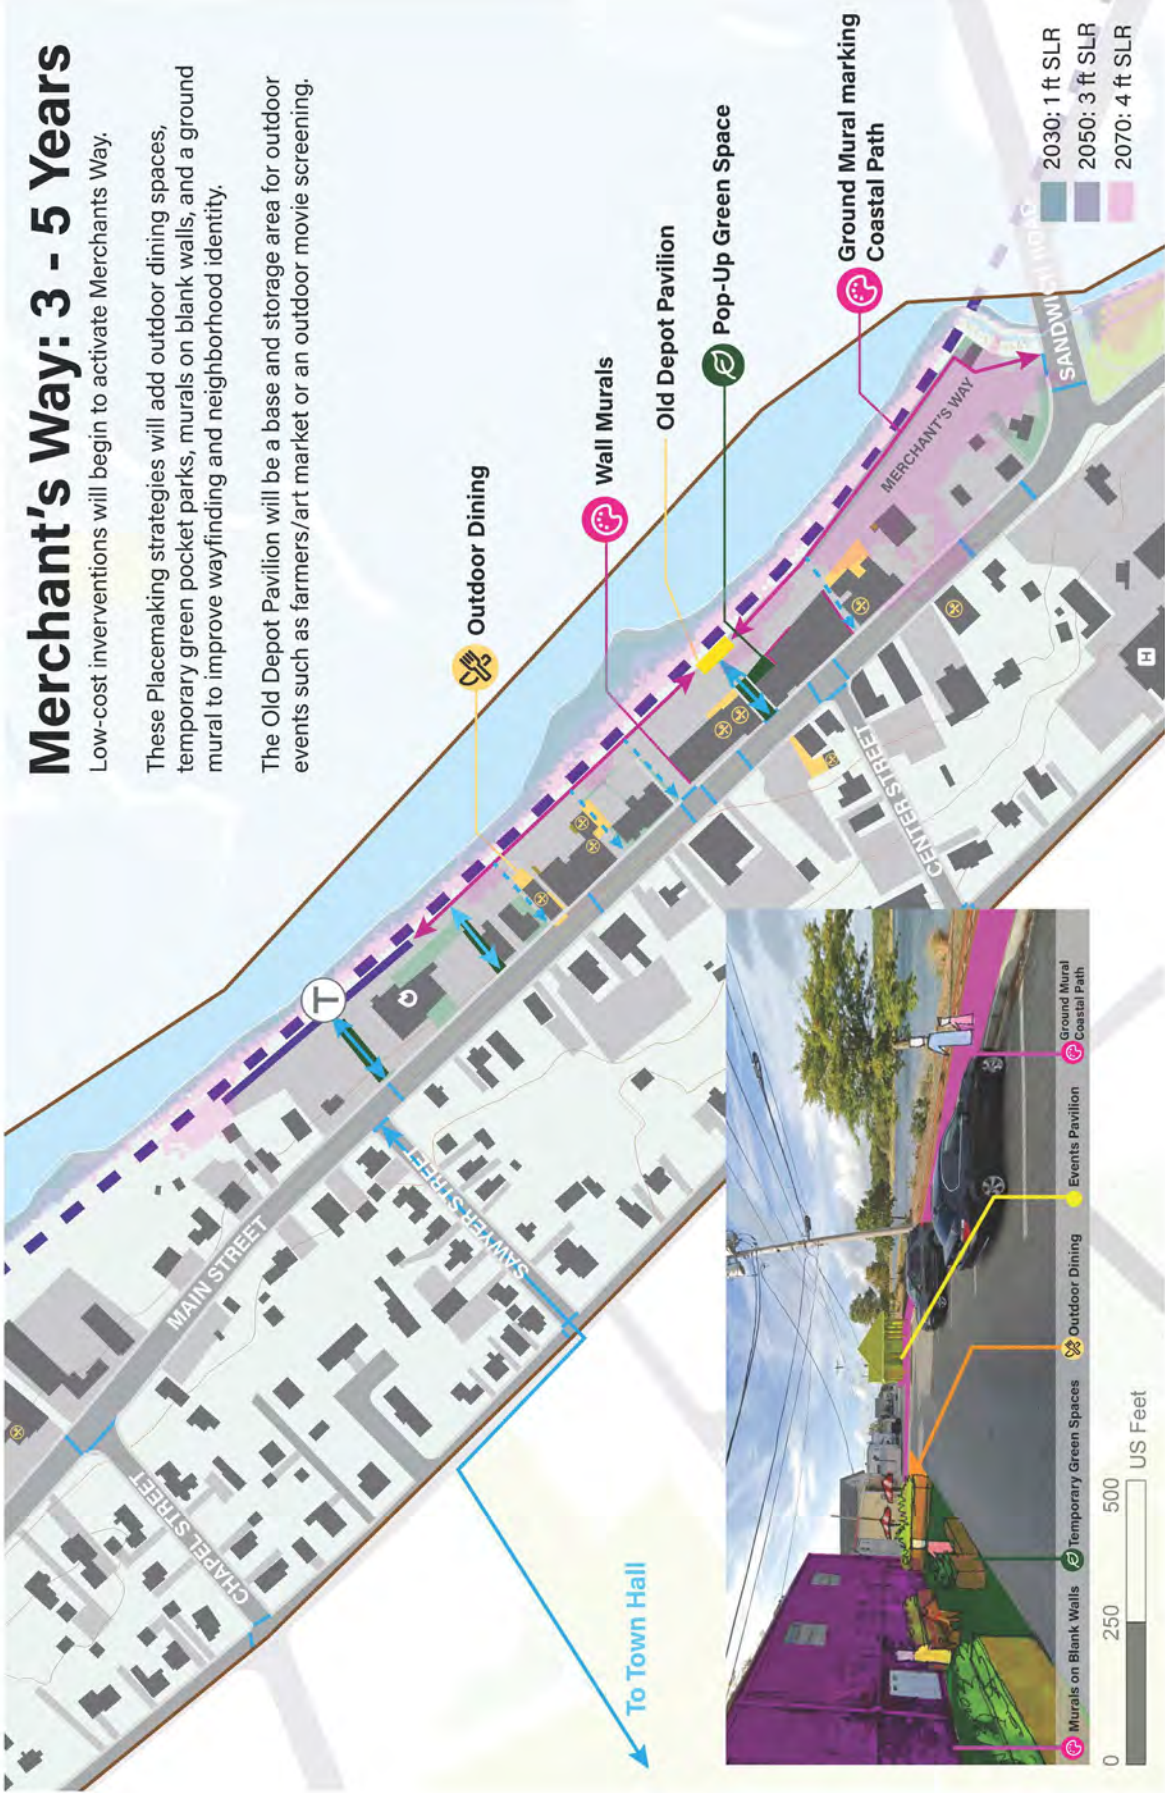 Merchant's Way: 3 - 5 Years
Low-cost inverventions will begin to activate Merchants Way.
These Placemaking strategies will add outdoor dining spaces,
temporary green pocket parks, murals on blank walls, and a ground
mural to improve wayfinding and neighborhood identity.
The Old Depot Pavilion will be a base and storage area for outdoor
events such as farmers/art market or an outdoor movie screening.
Outdoor Dining
Wall Murals
Old Depot Pavilion
Pop-Up Green Space
Ground Mural marking
Coastal Path
MERCHANT'S WAY
SANDWICH ROAD
2030: 1 ft SLR
2050: 3 ft SLR
2070: 4 ft SLR
T
H
MAIN STREET
CHAPEL STREET
SAWYER STREET
CENTER STREET
To Town Hall
Murals on Blank Walls
Temporary Green Spaces
Outdoor Dining
Events Pavilion
Ground Mural
Coastal Path
0
250
500
US Feet